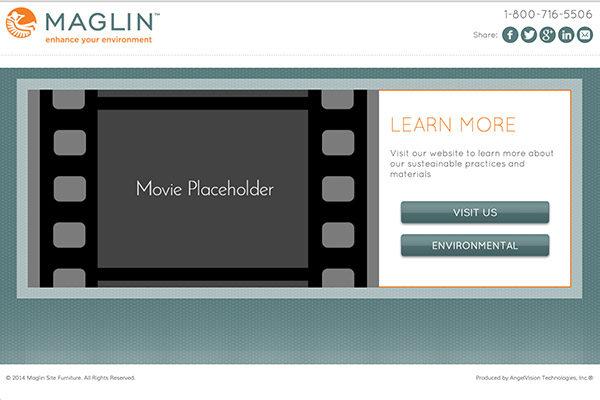 MAGLIN™
enhance your environment
1-800-716-5506
Share:
Movie Placeholder
LEARN MORE
Visit our website to learn more about
our susteainable practices and
materials
VISIT US
ENVIRONMENTAL
© 2014 Maglin Site Furniture. All Rights Reserved.
Produced by AngelVision Technologies, Inc.®